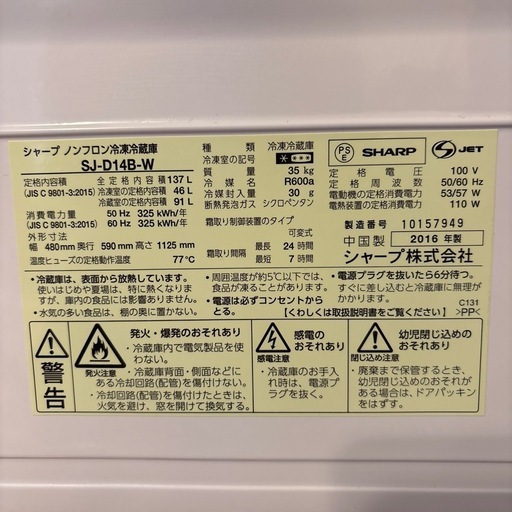 シャープ ノンフロン冷凍冷蔵庫
SJ-D14B-W
定格内容積 全定格内容積 137 L
(JIS C 9801-3:2015) 冷凍室の定格内容積 46 L
冷蔵室の定格内容積 91 L
消費電力量 50 Hz 325 kWh/年
(JIS C 9801-3:2015) 60 Hz 325 kWh/年
外形寸法
幅 480 mm 奥行 590 mm 高さ 1125 mm
温度ヒューズの定格動作温度 77℃
種類 冷凍冷蔵庫
冷凍室の記号 ****
質量 35 kg
冷媒名 R600a
冷媒封入量 30 g
断熱発泡ガス シクロペンタン
霜取り制御装置のタイプ
可変式
霜取り間隔 最長 24 時間
最短 7 時間
PSE SHARP S JET
定格電圧 100 V
定格周波数 50/60 Hz
電動機の定格消費電力 53/57 W
電熱装置の定格消費電力 110 W
製造番号 10157949
中国製 2016 年製
シャープ株式会社
・冷蔵庫は、表面から放熱しています。
使いはじめや夏場は、特に熱くなります
が、庫内の食品には影響ありません。
・水気の多い食品は、棚の奥に置かない。
・周囲温度が約5℃以下では、
食品が凍ることがあります。
・電源は必ずコンセントから、
とる。
・電源プラグを抜いたら6分待つ。
すぐに差し込むと圧縮機が
故障することがあります。
【くわしくは取扱説明書をご覧ください】
C131
>PP<
警告
発火注意
発火・爆発のおそれあり
・冷蔵庫内で電気製品を使
わない。
・冷蔵庫背面・側面などに
ある冷却回路(配管)を傷付けない。
・冷却回路(配管)を傷付けたときは、
火気を避け、窓を開けて換気する。
感電注意
感電の
おそれあり
・冷蔵庫のお手入
れ時は、電源プ
ラグを抜く。
閉じ込め注意
幼児閉じ込めの
おそれあり
・廃棄まで保管するとき、
幼児閉じ込めのおそれが
ある場合は、ドアパッキン
をはずす。